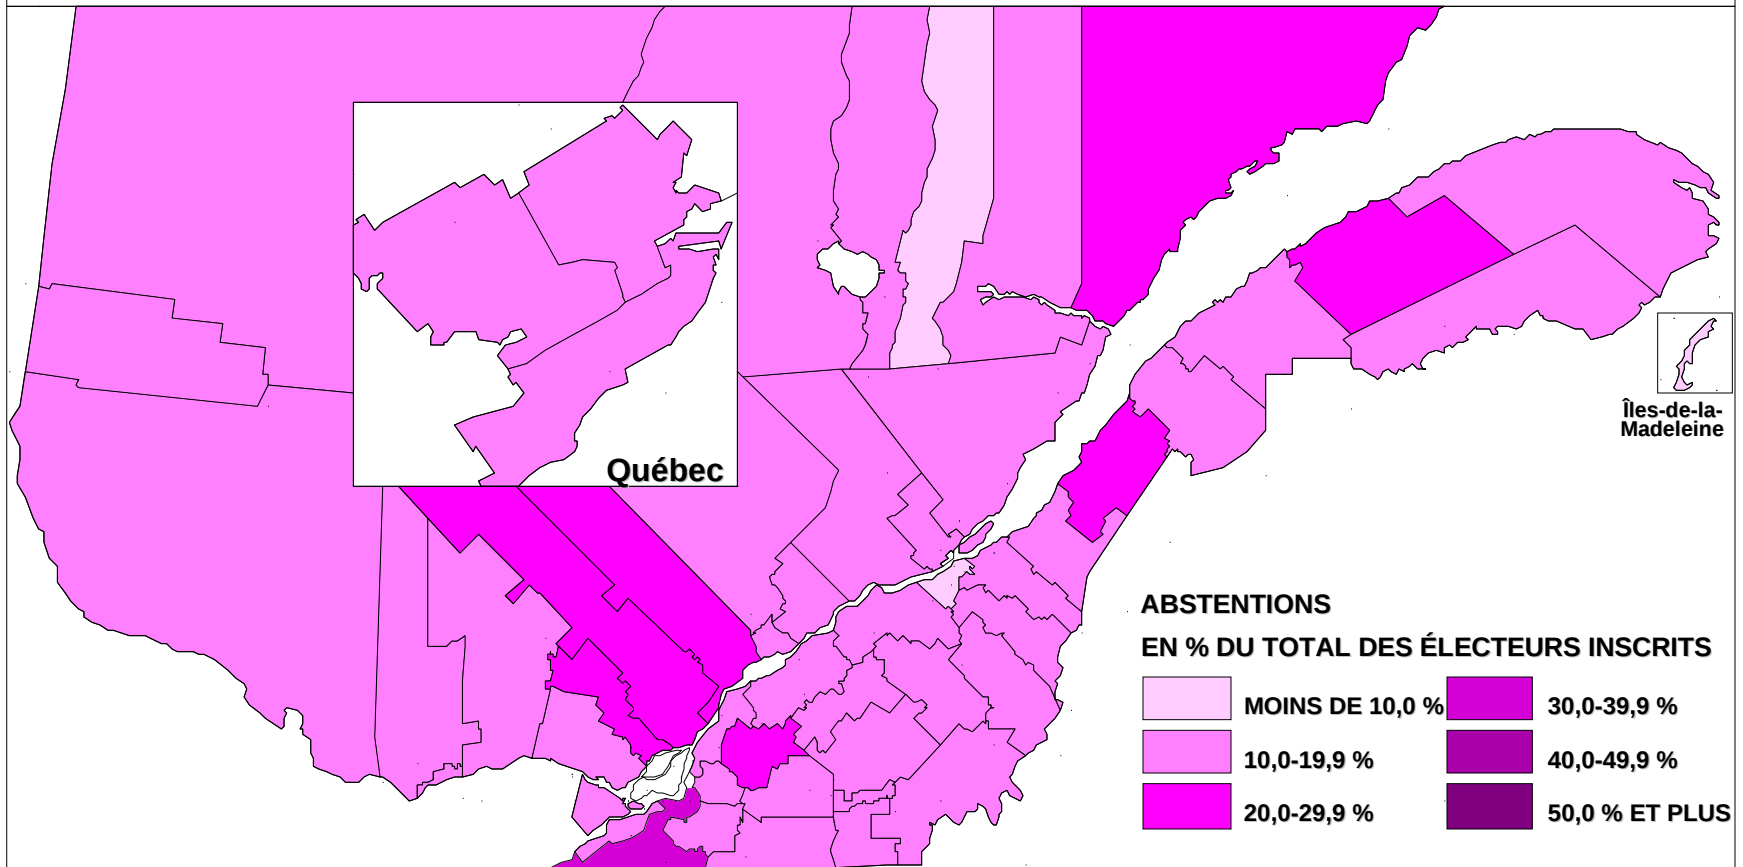 Québec
Îles-de-la-
Madeleine
ABSTENTIONS
EN % DU TOTAL DES ÉLECTEURS INSCRITS
MOINS DE 10,0 %
10,0-19,9 %
20,0-29,9 %
30,0-39,9 %
40,0-49,9 %
50,0 % ET PLUS